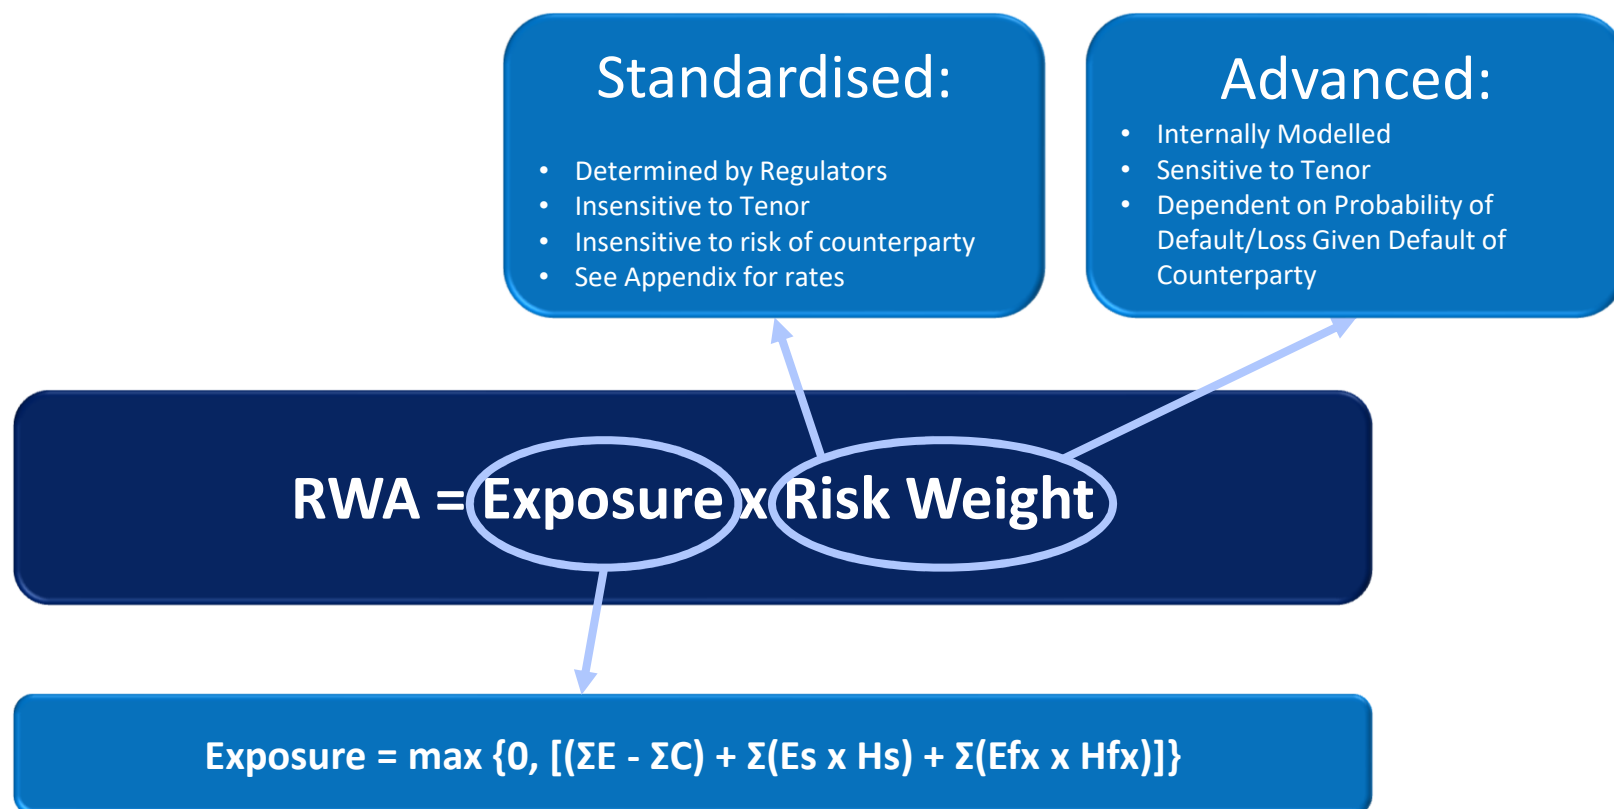 Standardised:
• Determined by Regulators
• Insensitive to Tenor
• Insensitive to risk of counterparty
• See Appendix for rates
Advanced:
• Internally Modelled
• Sensitive to Tenor
• Dependent on Probability of
Default/Loss Given Default of
Counterparty
RWA = Exposure x Risk Weight
Exposure = max {0, [(ΣE - ΣC) + Σ(Es x Hs) + Σ(Efx x Hfx)]}